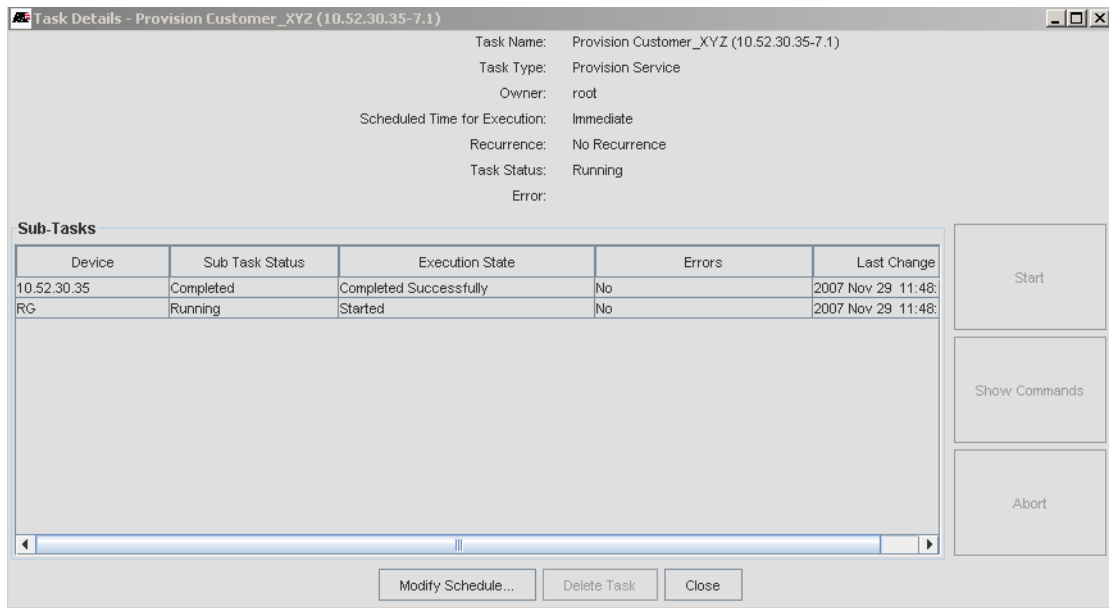 Task Details - Provision Customer_XYZ (10.52.30.35-7.1)
Task Name: Provision Customer_XYZ (10.52.30.35-7.1)
Task Type: Provision Service
Owner: root
Scheduled Time for Execution: Immediate
Recurrence: No Recurrence
Task Status: Running
Error:
Sub-Tasks
Device Sub Task Status Execution State Errors Last Change
10.52.30.35 Completed Completed Successfully No 2007 Nov 29 11:48:
RG Running Started No 2007 Nov 29 11:48:
Start
Show Commands
Abort
Modify Schedule... Delete Task Close